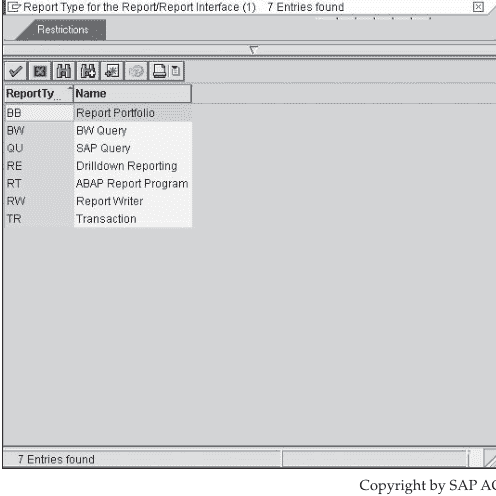 Report Type for the Report/Report Interface (1) 7 Entries found
Restrictions
ReportTy... Name
BB Report Portfolio
BW BW Query
QU SAP Query
RE Drilldown Reporting
RT ABAP Report Program
RW Report Writer
TR Transaction
7 Entries found
Copyright by SAP AG